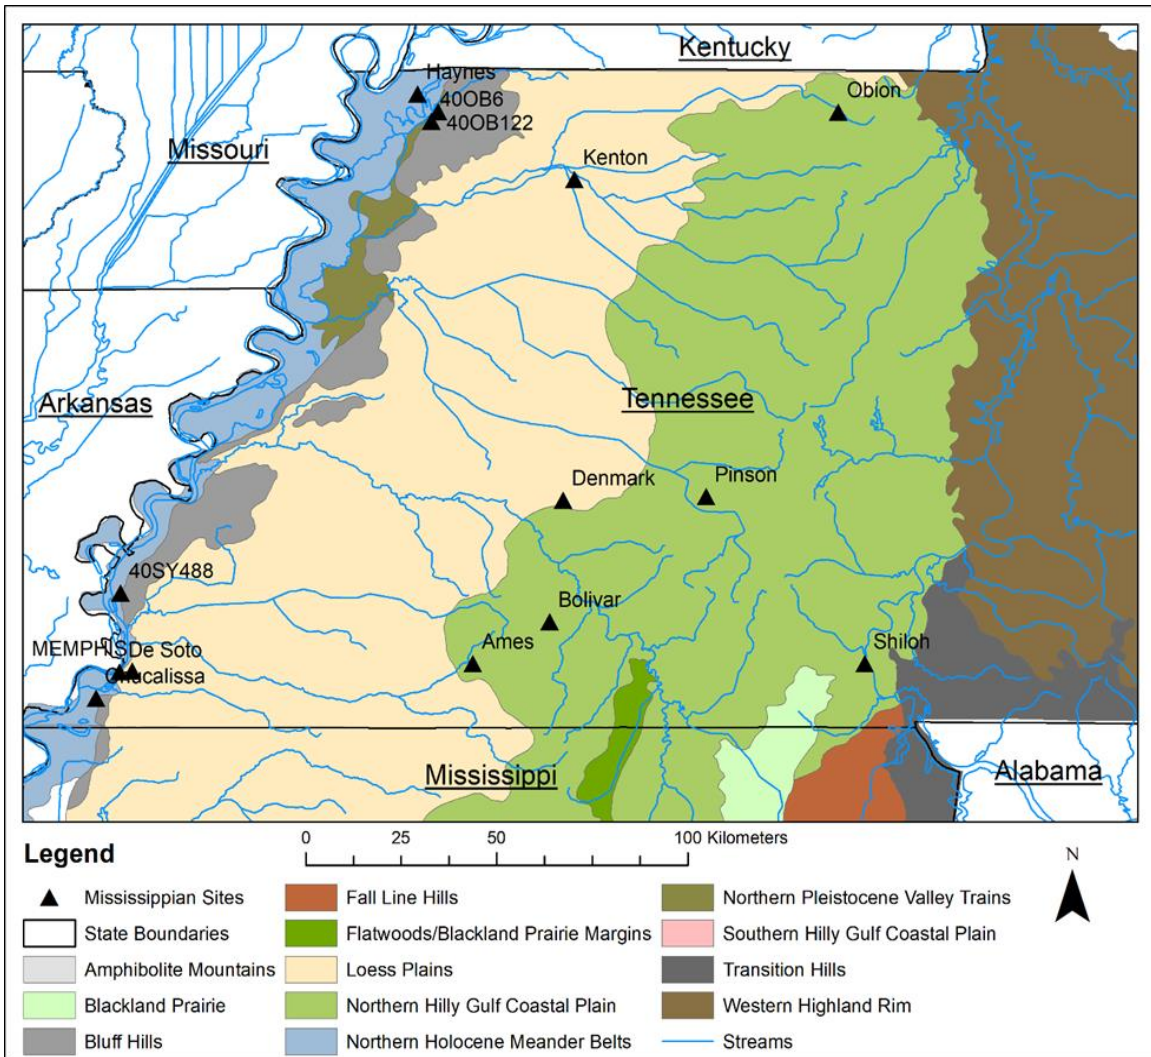 Kentucky
Haynes
40OB6
40OB122
Obion
Missouri
Kenton
Arkansas
Tennessee
Denmark
Pinson
40SY488
Bolivar
Ames
Shiloh
MEMPHIS
De Soto
Chucalissa
Mississippi
Alabama
0 25 50 100 Kilometers
N
Legend
Mississippian Sites
State Boundaries
Amphibolite Mountains
Blackland Prairie
Bluff Hills
Fall Line Hills
Flatwoods/Blackland Prairie Margins
Loess Plains
Northern Hilly Gulf Coastal Plain
Northern Holocene Meander Belts
Northern Pleistocene Valley Trains
Southern Hilly Gulf Coastal Plain
Transition Hills
Western Highland Rim
Streams